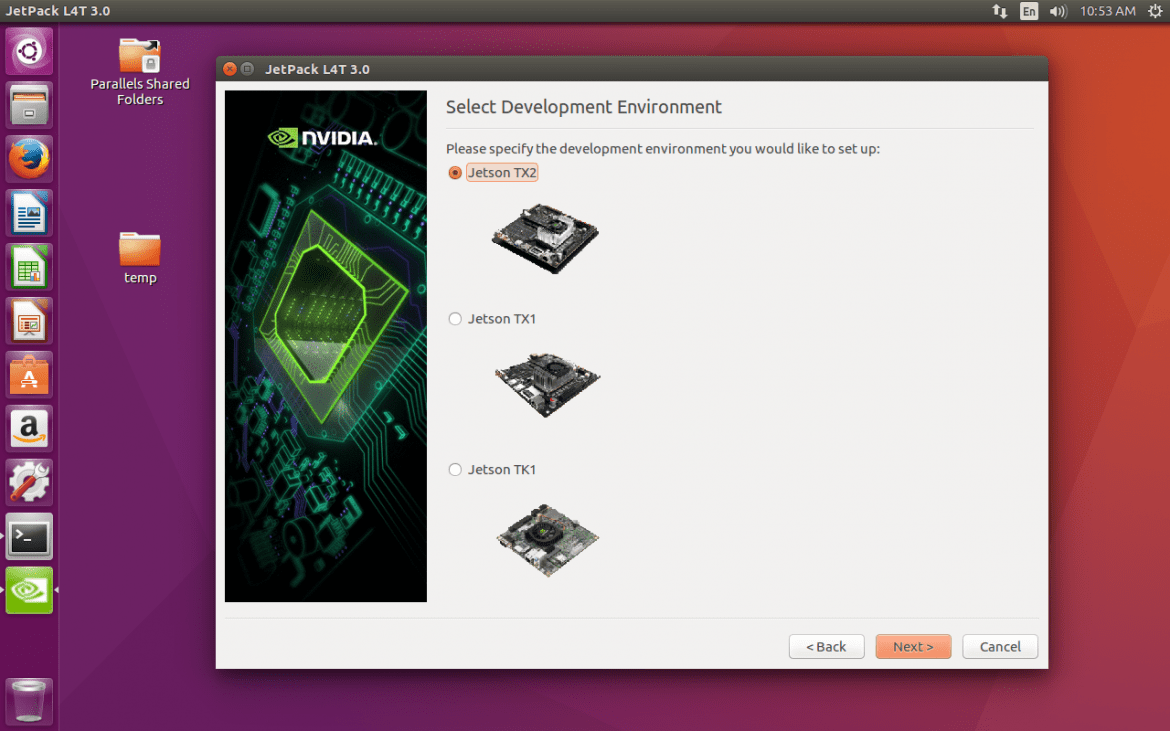 JetPack L4T 3.0
En
10:53 AM
Parallels Shared
Folders
temp
JetPack L4T 3.0
NVIDIA.
Select Development Environment
Please specify the development environment you would like to set up:
Jetson TX2
Jetson TX1
Jetson TK1
< Back
Next >
Cancel